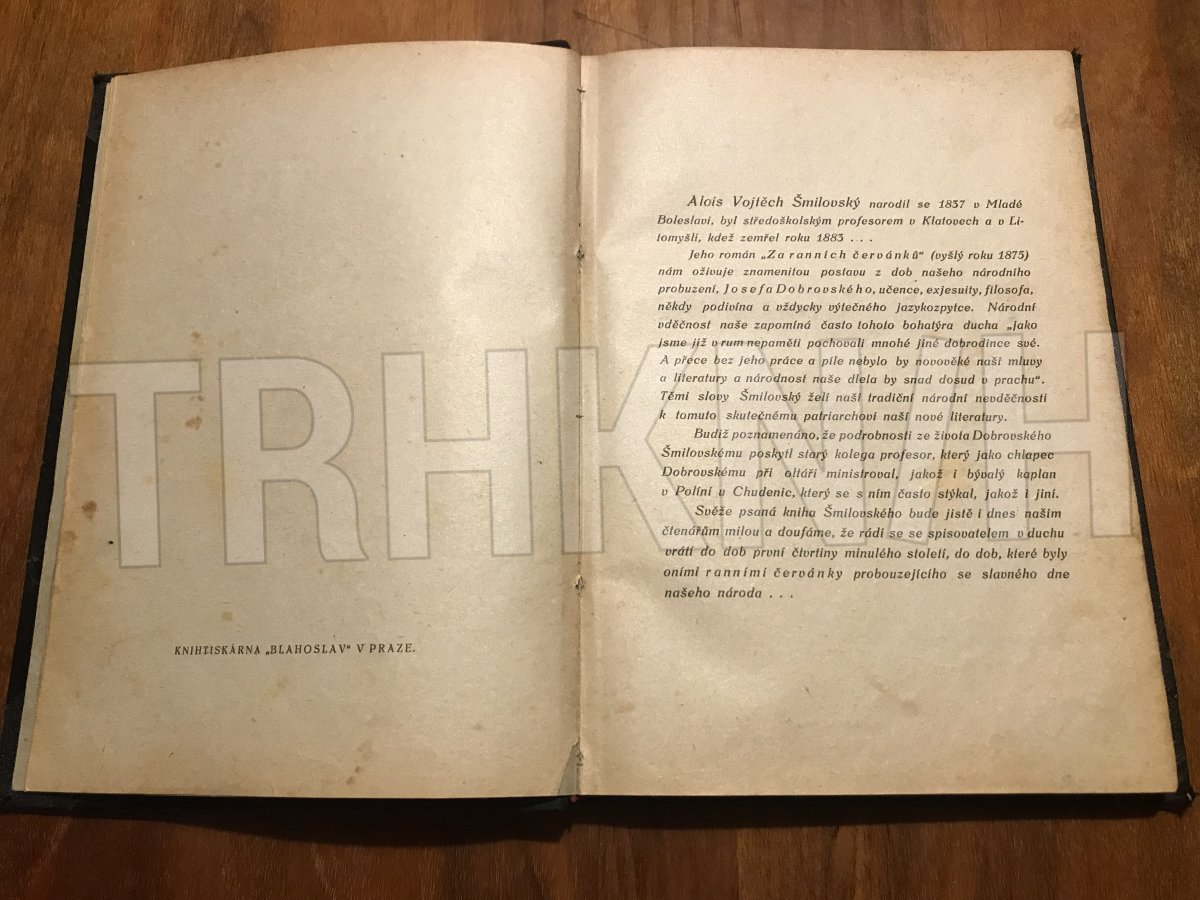 KNIHTISKÁRNA „BLAHOSLAV“ V PRAZE.
Alois Vojtěch Šmilovský narodil se 1837 v Mladé
Boleslavi, byl středoškolským profesorem v Klatovech a v Li-
tomyšli, kdež zemřel roku 1883 . . .
Jeho román „Za ranních červánků“ (vyšlý roku 1875)
nám oživuje znamenitou postavu z dob našeho národního
probuzení, Josefa Dobrovského, učence, exjesuity, filosofa,
někdy podivína a vždycky výtečného jazykozpytce. Národní
vděčnost naše zapomíná často tohoto bohatýra ducha „jako
jsme již v rum nepaměti pochovali mnohé jiné dobrodince své.
A přece bez jeho práce a píle nebylo by novověké naší mluvy
a literatury a národnost naše dlela by snad dosud v prachu“.
Těmi slovy Šmilovský želí naší tradiční národní nevděčnosti
k tomuto skutečnému patriarchovi naší nové literatury.
Budiž poznamenáno, že podrobnosti ze života Dobrovského
Šmilovskému poskytl starý kolega profesor, který jako chlapec
Dobrovskému při oltáři ministroval, jakož i bývalý kaplan
v Políni u Chudenic, který se s ním často stýkal, jakož i jiní.
Svěže psaná kniha Šmilovského bude jistě i dnes našim
čtenářům milou a doufáme, že rádi se se spisovatelem v duchu
vrátí do dob první čtvrtiny minulého století, do dob, které byly
oními ranními červánky probouzejícího se slavného dne
našeho národa . . .
TRHKNIH